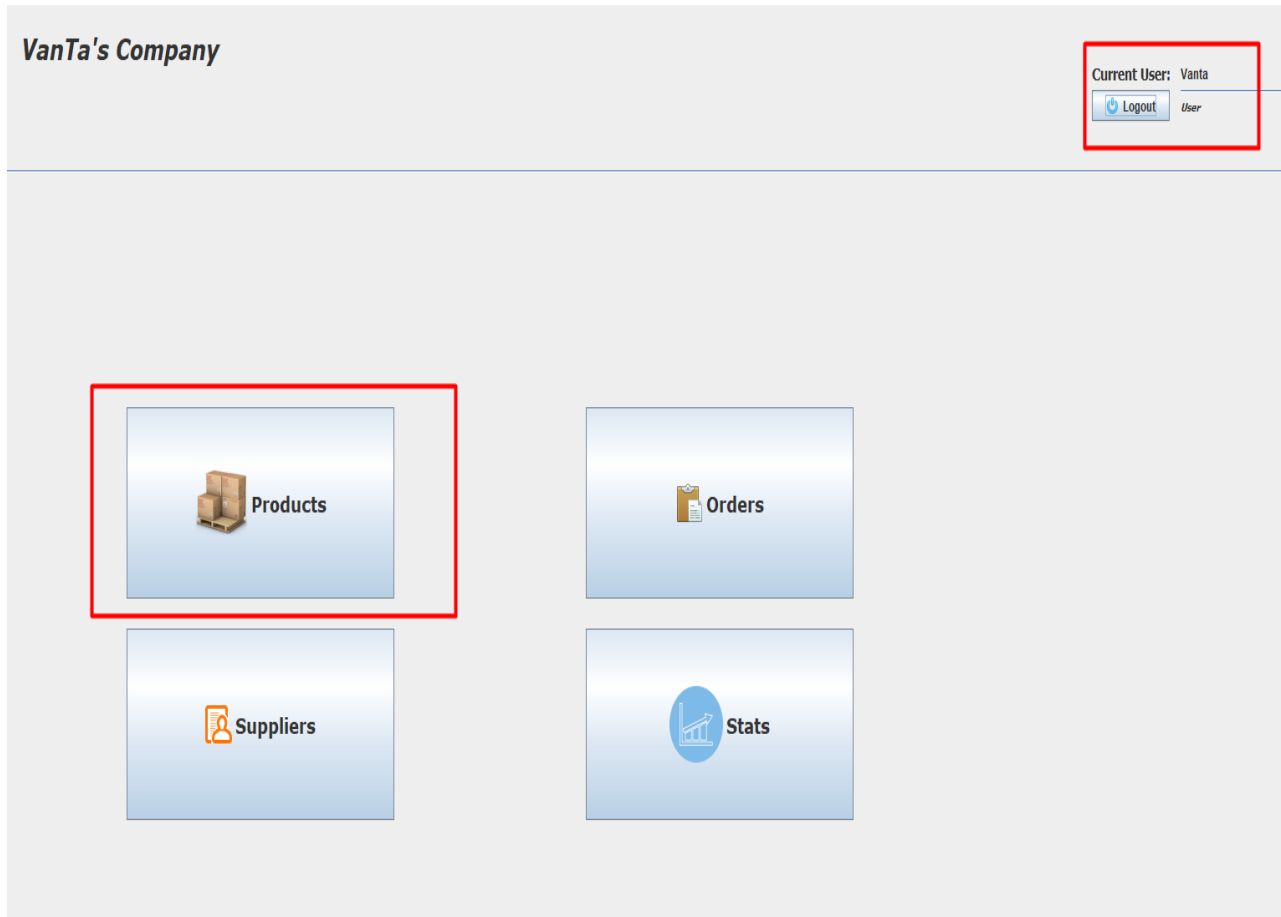 VanTa's Company
Current User: Vanta
Logout User
Products
Orders
Suppliers
Stats